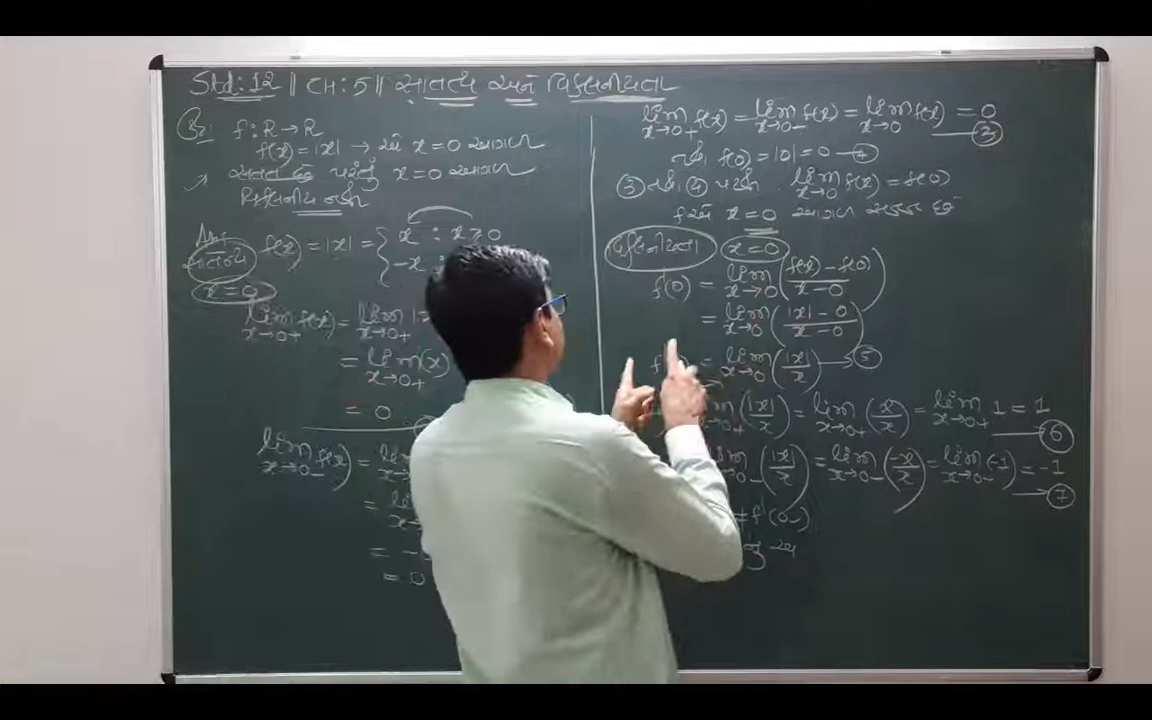 Std: 12 || CH: 5 || સાતત્ય અને વિકલનીયતા
f : R → R
f(x) = |x| → એ x = 0 આગળ
સતત છે પરંતુ x = 0 આગળ
વિકલનીય નથી
Ans:
સાતત્ય f(x) = |x| = { x : x ≥ 0
-x :
x = 0
lim x→0+ f(x) = lim x→0+
= lim x→0+ (x)
= 0
lim x→0- f(x) =
= 0
lim x→0+ f(x) = lim x→0- f(x) = lim x→0 f(x) = 0 — ③
તથા f(0) = |0| = 0 — ④
③ તથા ④ પરથી lim x→0 f(x) = f(0)
f એ x = 0 આગળ સતત છે
વિકલનીયતા x = 0
f'(0) = lim x→0 (f(x) - f(0) / x - 0)
= lim x→0 (|x| - 0 / x - 0)
= lim x→0 (|x| / x) → ⑤
(|x| / x) = lim x→0+ (x / x) = lim x→0+ 1 = 1 — ⑥
(|x| / x) = lim x→0- (-x / x) = lim x→0- (-1) = -1 → ⑦
≠ f'(0-)